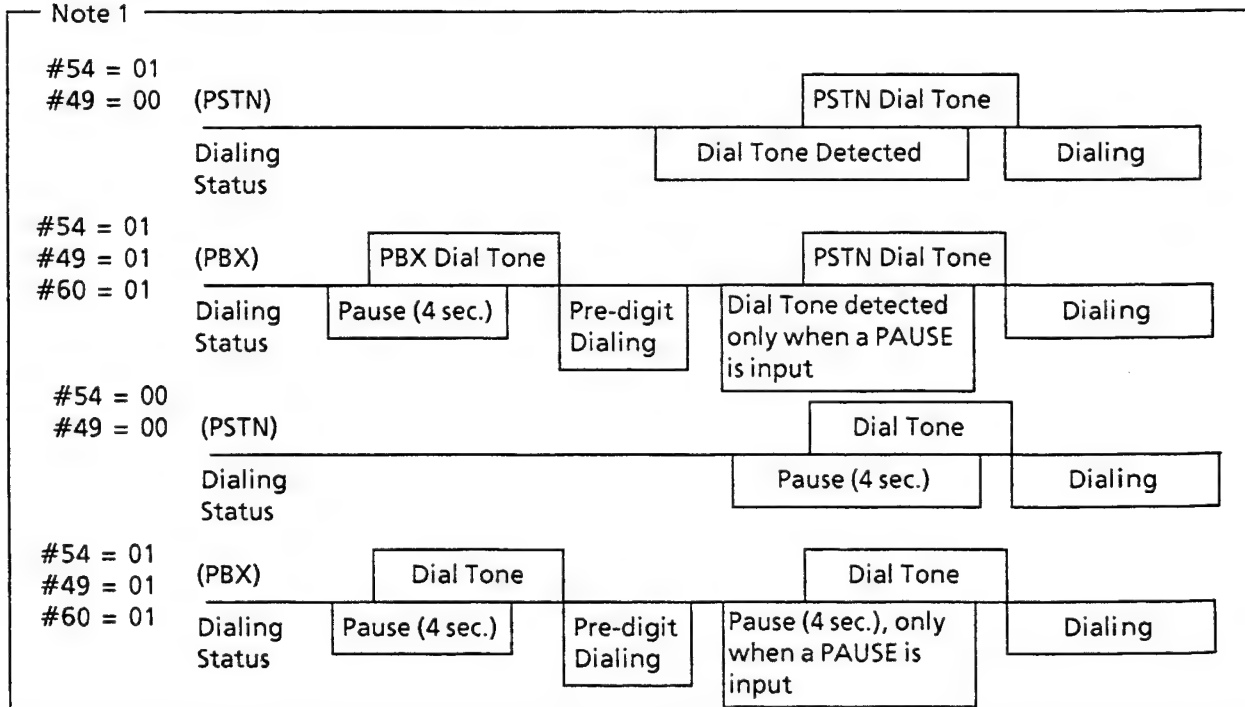 Note 1
#54 = 01
#49 = 00 (PSTN)
PSTN Dial Tone
Dialing
Status
Dial Tone Detected
Dialing
#54 = 01
#49 = 01 (PBX)
#60 = 01
PBX Dial Tone
PSTN Dial Tone
Dialing
Status
Pause (4 sec.)
Pre-digit
Dialing
Dial Tone detected
only when a PAUSE
is input
Dialing
#54 = 00
#49 = 00 (PSTN)
Dial Tone
Dialing
Status
Pause (4 sec.)
Dialing
#54 = 01
#49 = 01 (PBX)
#60 = 01
Dial Tone
Dial Tone
Dialing
Status
Pause (4 sec.)
Pre-digit
Dialing
Pause (4 sec.), only
when a PAUSE is
input
Dialing